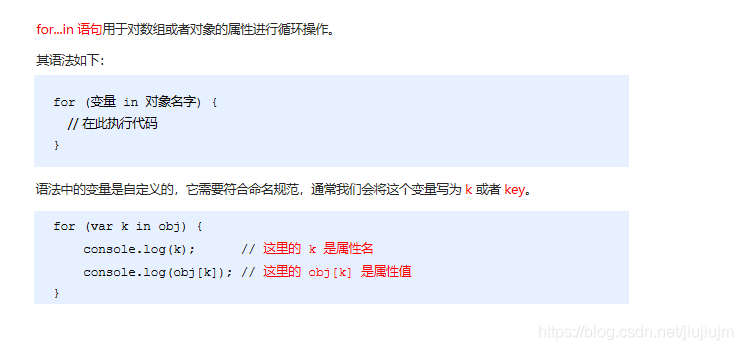 for...in 语句用于对数组或者对象的属性进行循环操作。
其语法如下：
for (变量 in 对象名字) {
// 在此执行代码
}
语法中的变量是自定义的，它需要符合命名规范，通常我们会将这个变量写为 k 或者 key。
for (var k in obj) {
console.log(k); // 这里的 k 是属性名
console.log(obj[k]); // 这里的 obj[k] 是属性值
}
https://blog.csdn.net/jiujiujm